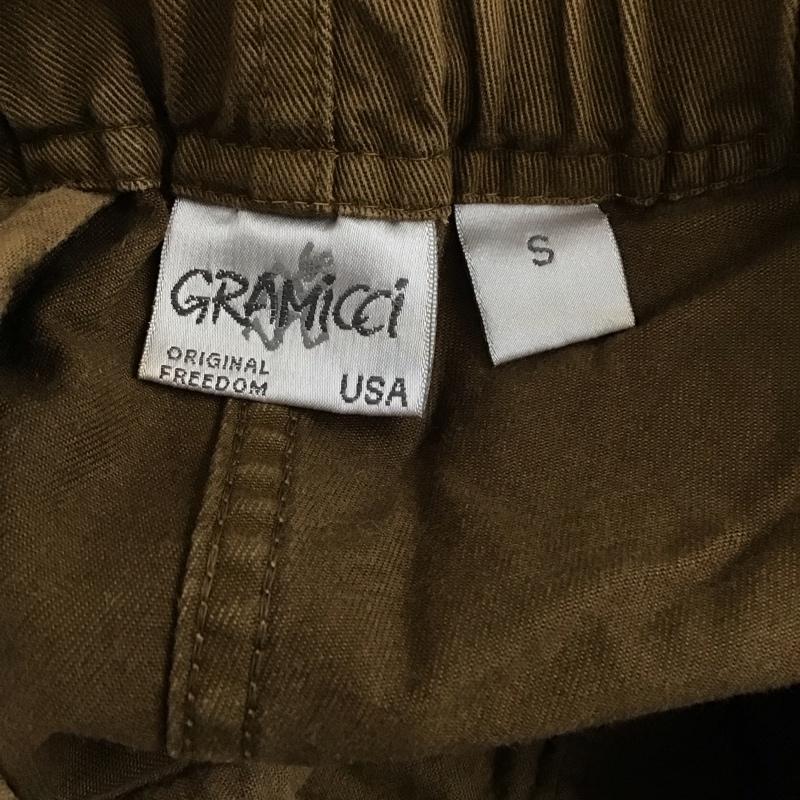 GRAMiCCi
ORIGINAL
FREEDOM
USA
S